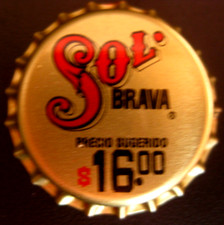 SOL
BRAVA ®
PRECIO SUGERIDO
$16.00